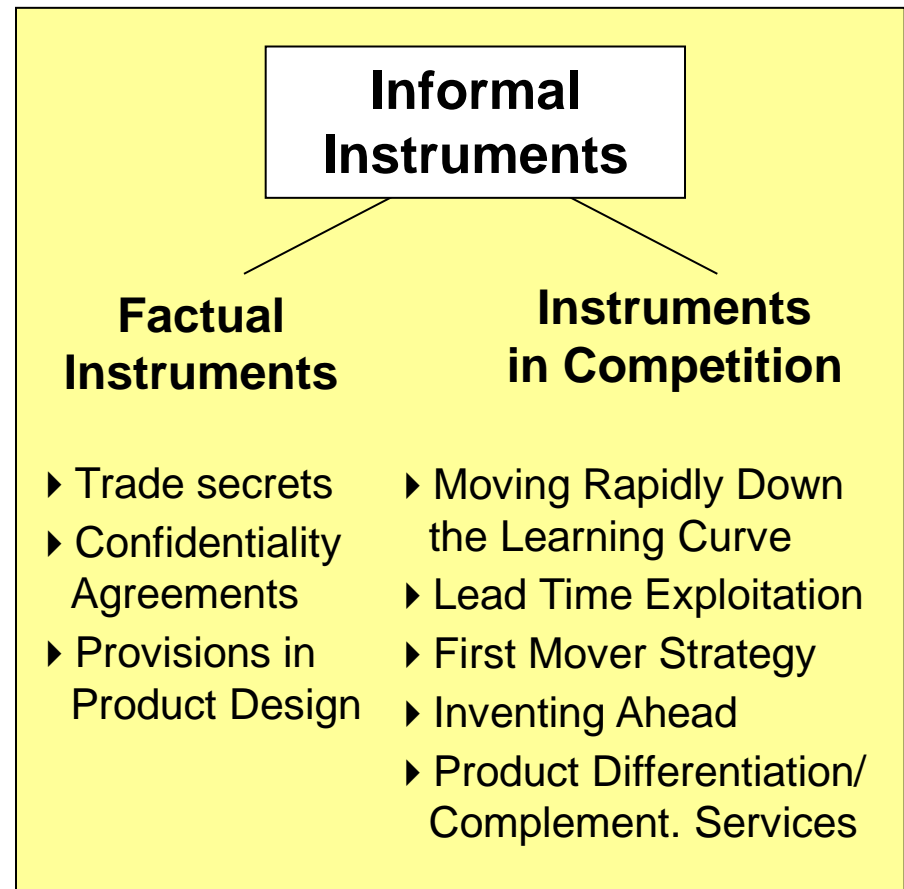 Informal
Instruments
Factual
Instruments
Trade secrets
Confidentiality
Agreements
Provisions in
Product Design
Instruments
in Competition
Moving Rapidly Down
the Learning Curve
Lead Time Exploitation
First Mover Strategy
Inventing Ahead
Product Differentiation/
Complement. Services